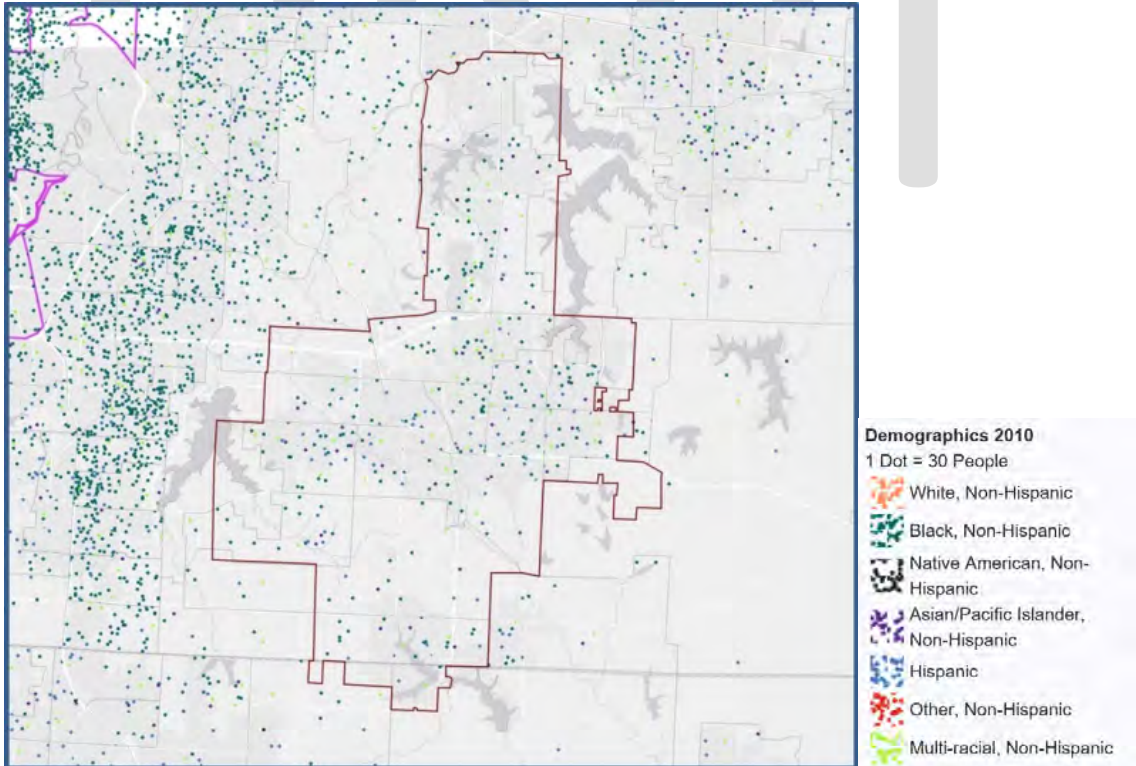 Demographics 2010
1 Dot = 30 People
White, Non-Hispanic
Black, Non-Hispanic
Native American, Non-
Hispanic
Asian/Pacific Islander,
Non-Hispanic
Hispanic
Other, Non-Hispanic
Multi-racial, Non-Hispanic